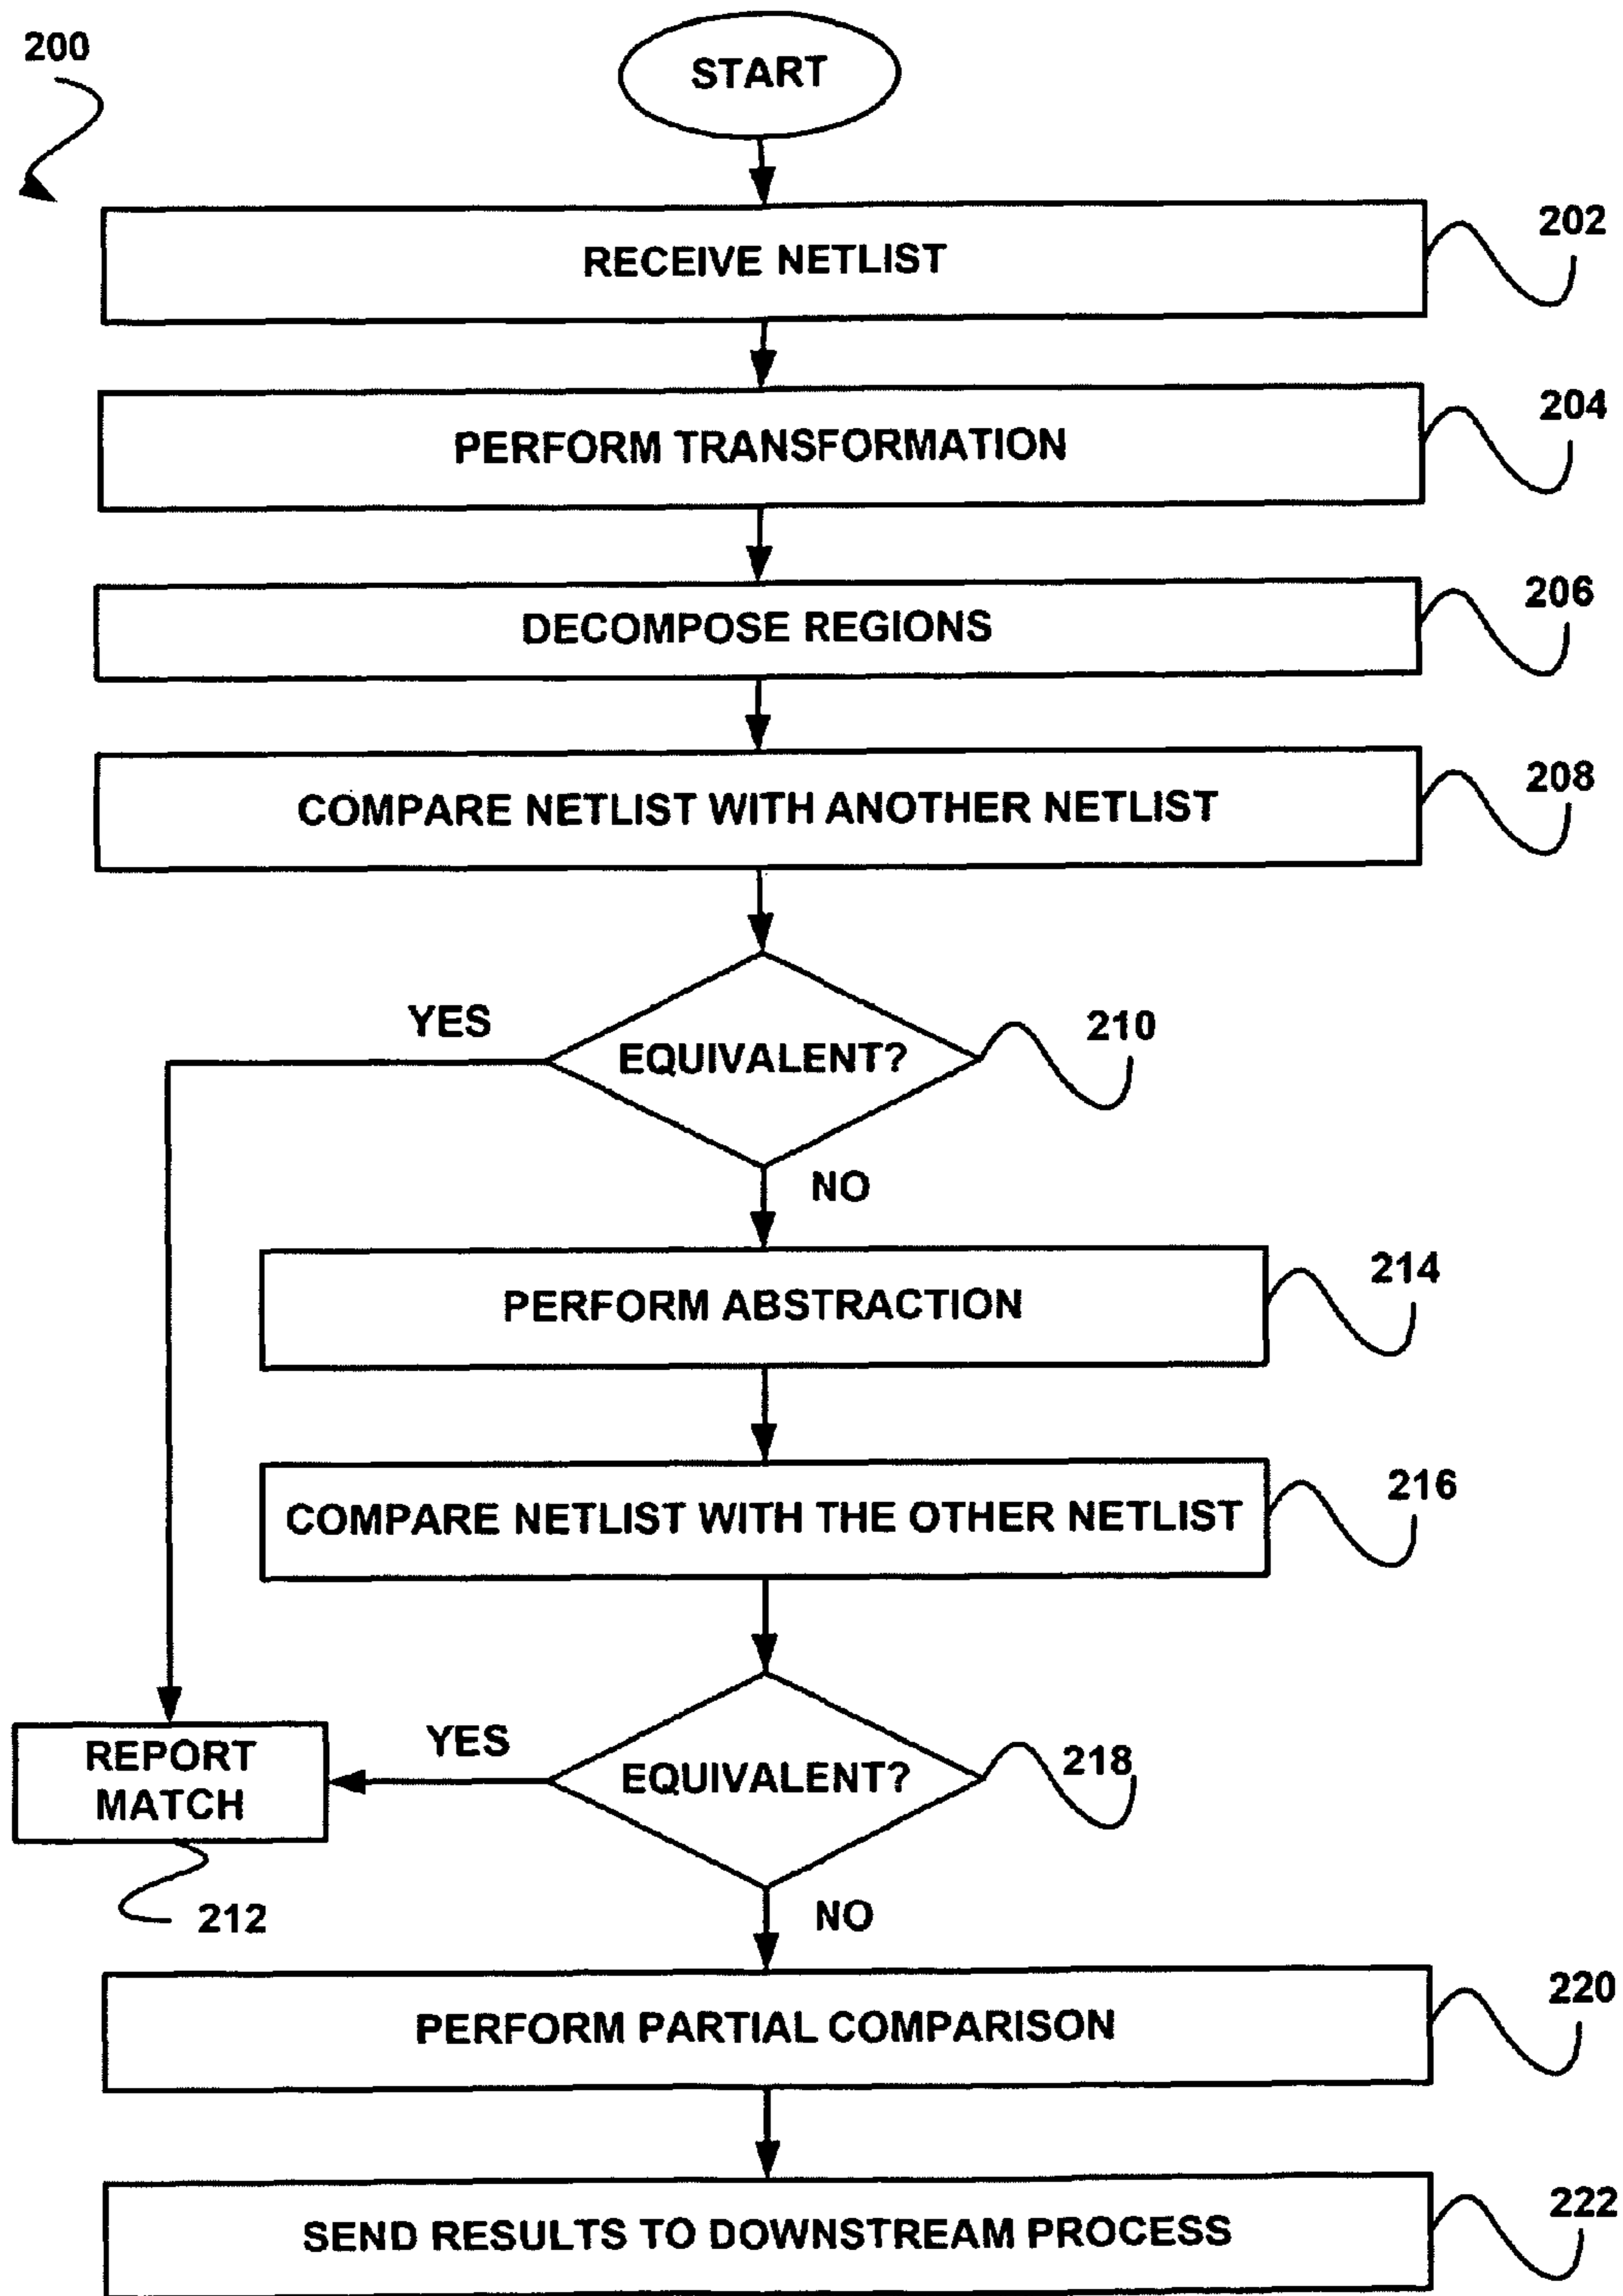 200
START
RECEIVE NETLIST
202
PERFORM TRANSFORMATION
204
DECOMPOSE REGIONS
206
COMPARE NETLIST WITH ANOTHER NETLIST
208
YES
EQUIVALENT?
210
NO
PERFORM ABSTRACTION
214
COMPARE NETLIST WITH THE OTHER NETLIST
216
REPORT
MATCH
212
YES
EQUIVALENT?
218
NO
PERFORM PARTIAL COMPARISON
220
SEND RESULTS TO DOWNSTREAM PROCESS
222